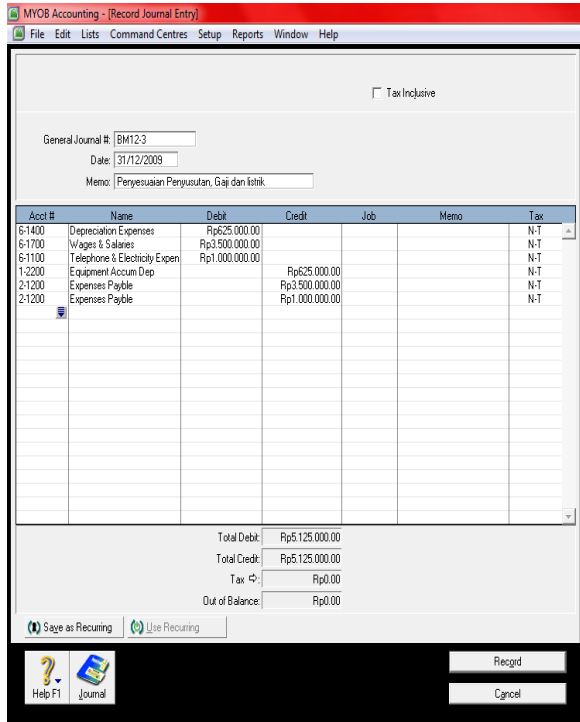 MYOB Accounting - [Record Journal Entry]
File Edit Lists Command Centres Setup Reports Window Help
Tax Inclusive
General Journal #: BM12-3
Date: 31/12/2009
Memo: Penyesuaian Penyusutan, Gaji dan listrik
Acct # Name Debit Credit Job Memo Tax
6-1400 Depreciation Expenses Rp625.000.00 N-T
6-1700 Wages & Salaries Rp3.500.000.00 N-T
6-1100 Telephone & Electricity Expen Rp1.000.000.00 N-T
1-2200 Equipment Accum Dep Rp625.000.00 N-T
2-1200 Expenses Payble Rp3.500.000.00 N-T
2-1200 Expenses Payble Rp1.000.000.00 N-T
Total Debit: Rp5.125.000.00
Total Credit: Rp5.125.000.00
Tax ⇨: Rp0.00
Out of Balance: Rp0.00
Save as Recurring Use Recurring
Help F1 Journal
Record
Cancel